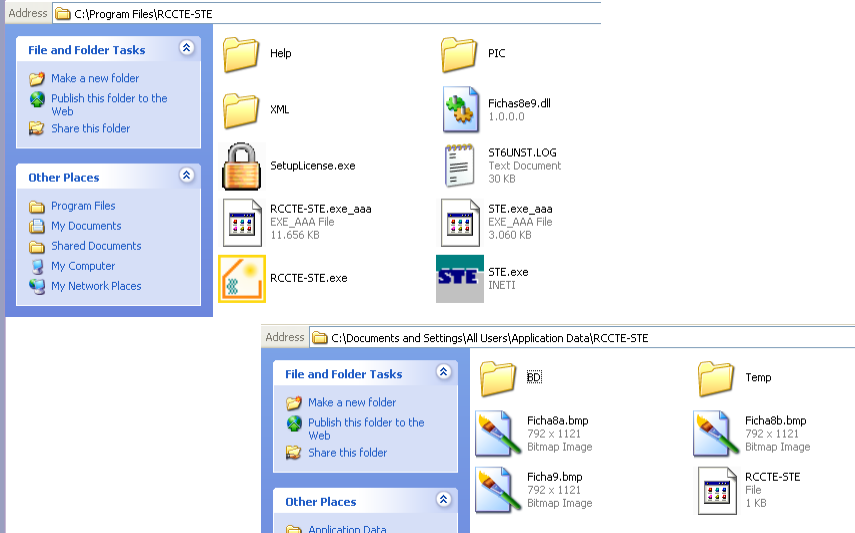 Address C:\Program Files\RCCTE-STE
File and Folder Tasks
Make a new folder
Publish this folder to the
Web
Share this folder
Other Places
Program Files
My Documents
Shared Documents
My Computer
My Network Places
Help
PIC
XML
Fichas8e9.dll
1.0.0.0
SetupLicense.exe
ST6UNST.LOG
Text Document
30 KB
RCCTE-STE.exe_aaa
EXE_AAA File
11.656 KB
STE.exe_aaa
EXE_AAA File
3.060 KB
RCCTE-STE.exe
STE
STE.exe
INETI
Address C:\Documents and Settings\All Users\Application Data\RCCTE-STE
File and Folder Tasks
Make a new folder
Publish this folder to the
Web
Share this folder
Other Places
Application Data
BD
Temp
Ficha8a.bmp
792 x 1121
Bitmap Image
Ficha8b.bmp
792 x 1121
Bitmap Image
Ficha9.bmp
792 x 1121
Bitmap Image
RCCTE-STE
File
1 KB